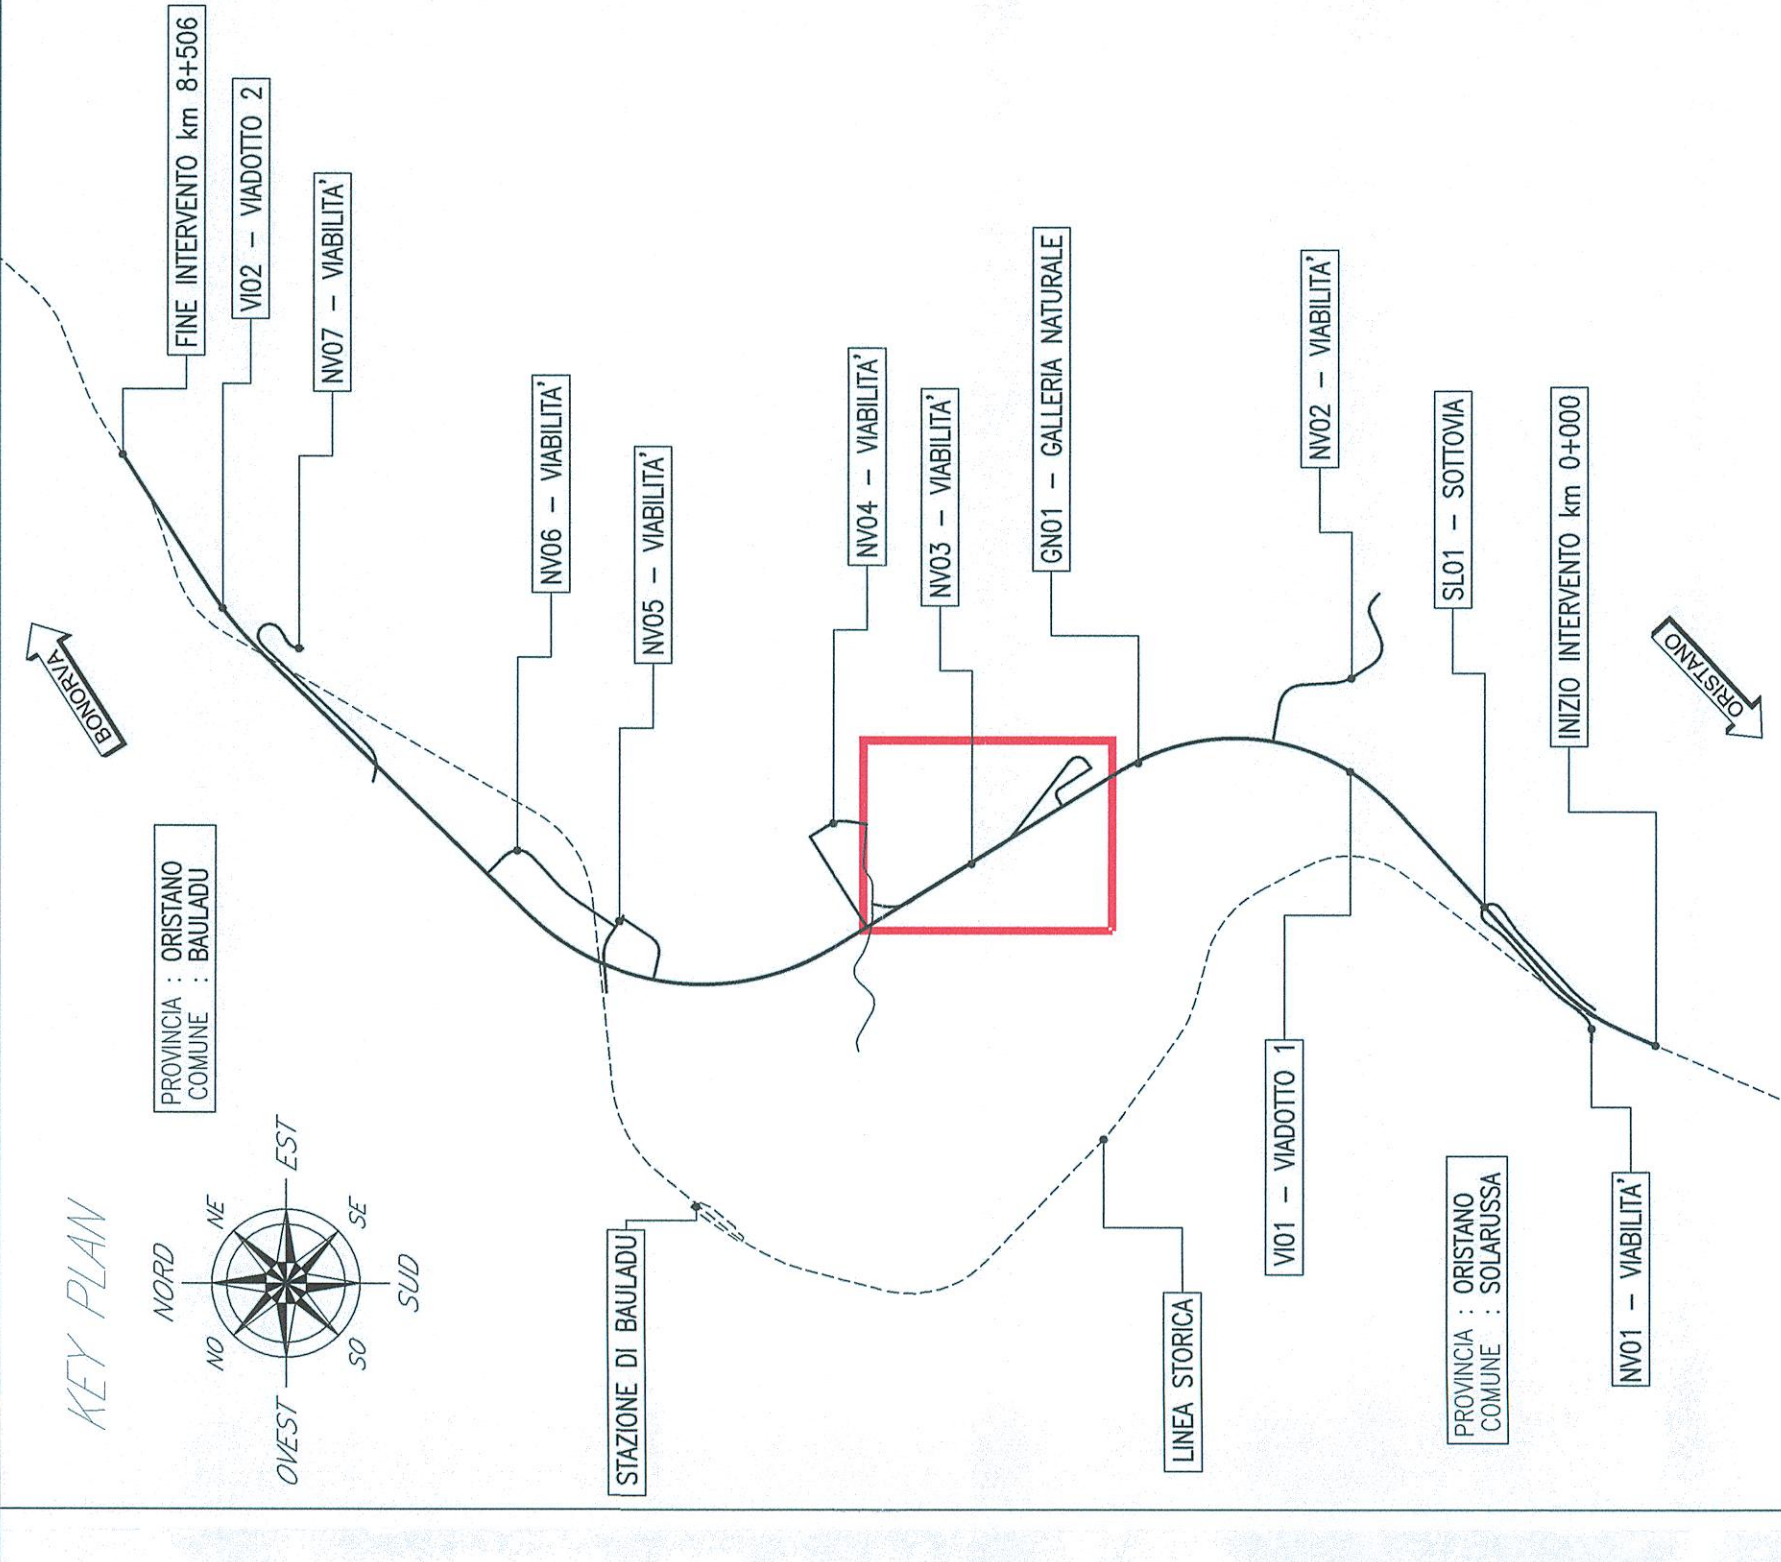 KEY PLAN
NORD
NE
EST
SE
SUD
SO
OVEST
NO
PROVINCIA : ORISTANO
COMUNE : BAULADU
BONORVA
FINE INTERVENTO km 8+506
VI02 – VIADOTTO 2
NV07 – VIABILITA'
NV06 – VIABILITA'
NV05 – VIABILITA'
STAZIONE DI BAULADU
NV04 – VIABILITA'
NV03 – VIABILITA'
GN01 – GALLERIA NATURALE
LINEA STORICA
VI01 – VIADOTTO 1
NV02 – VIABILITA'
SL01 – SOTTOVIA
INIZIO INTERVENTO km 0+000
ORISTANO
PROVINCIA : ORISTANO
COMUNE : SOLARUSSA
NV01 – VIABILITA'